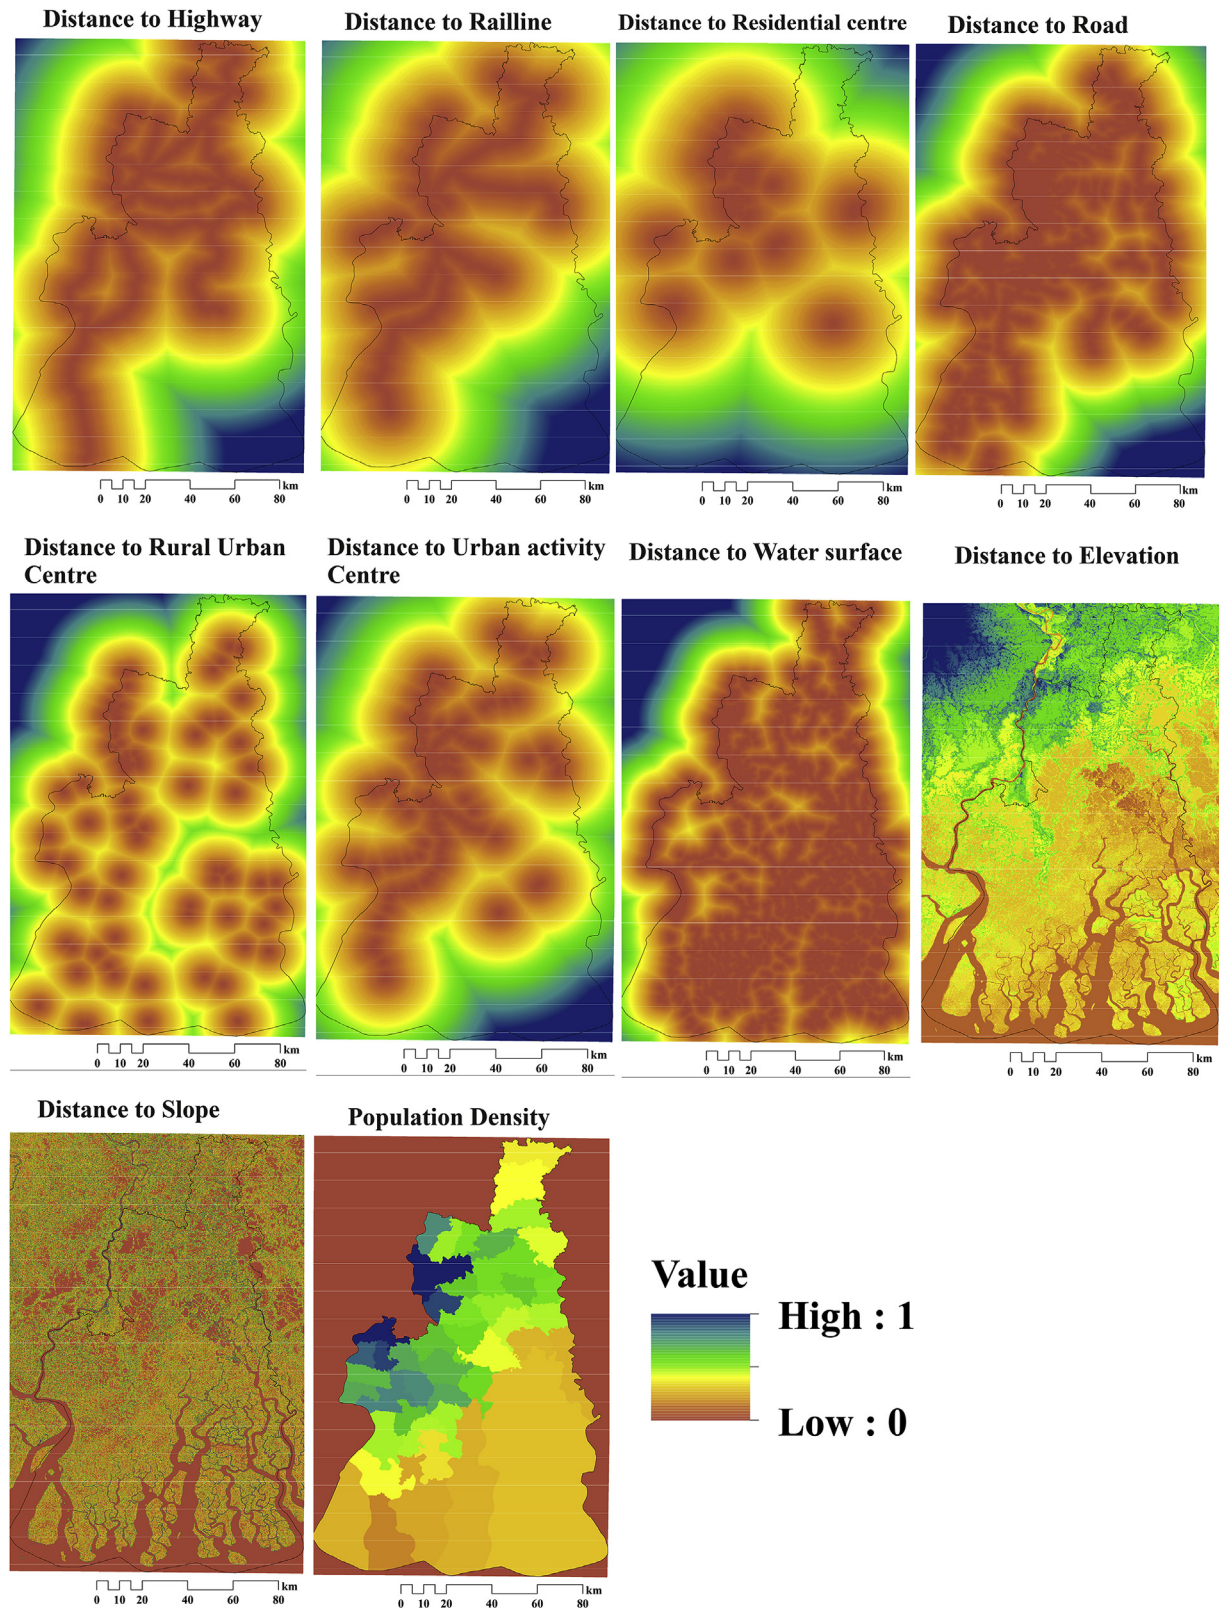 Distance to Highway
Distance to Railline
Distance to Residential centre
Distance to Road
0 10 20 40 60 80 km
0 10 20 40 60 80 km
0 10 20 40 60 80 km
0 10 20 40 60 80 km
Distance to Rural Urban
Centre
Distance to Urban activity
Centre
Distance to Water surface
Distance to Elevation
0 10 20 40 60 80 km
0 10 20 40 60 80 km
0 10 20 40 60 80 km
0 10 20 40 60 80 km
Distance to Slope
Population Density
Value
High : 1
Low : 0
0 10 20 40 60 80 km
0 10 20 40 60 80 km